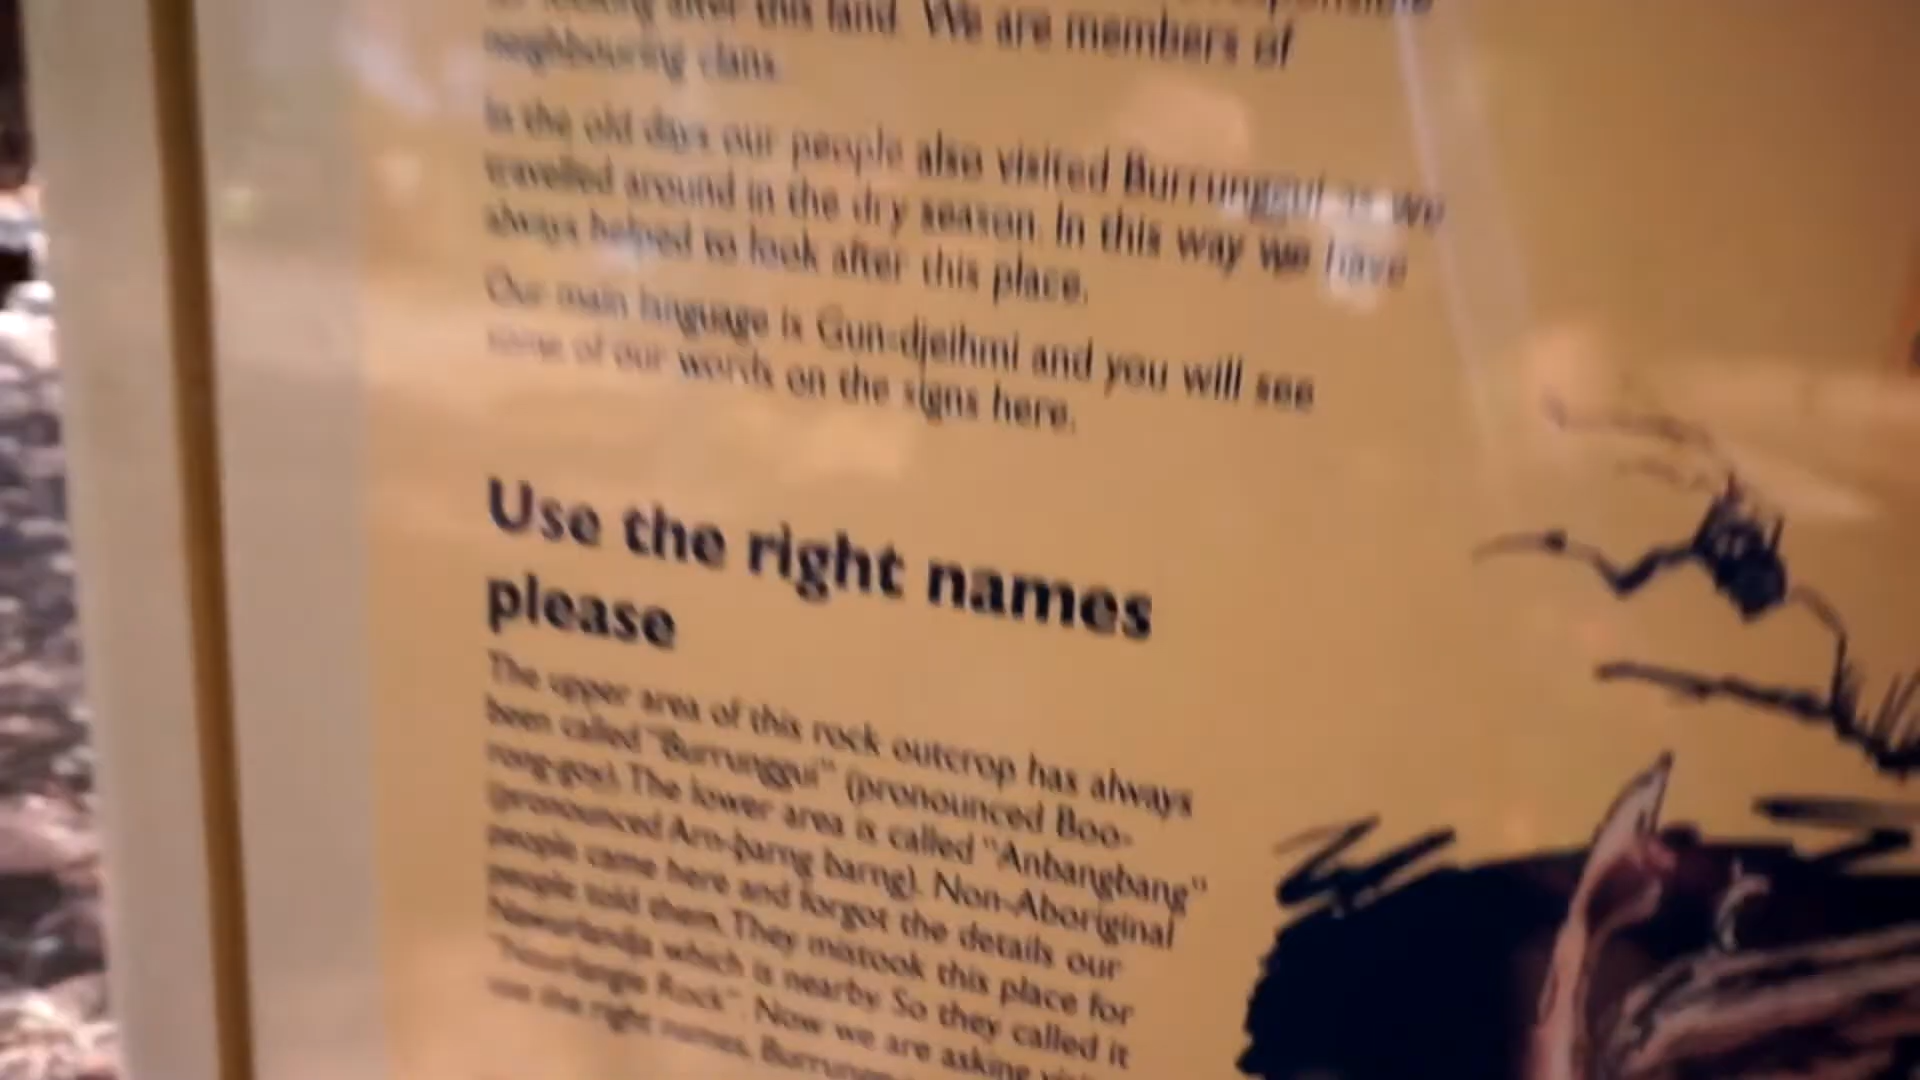 after this land. We are members of
neighbouring clans.
In the old days our people also visited Burrunggui as we
travelled around in the dry season. In this way we have
always helped to look after this place.
Our main language is Gun-djeihmi and you will see
some of our words on the signs here.
Use the right names
please
The upper area of this rock outcrop has always
been called "Burrunggui" (pronounced Boo-
rong-goy). The lower area is called "Anbangbang"
(pronounced Arn-barng barng). Non-Aboriginal
people came here and forgot the details our
people told them. They mistook this place for
Nawurlandja which is nearby. So they called it
"Nourlangie Rock". Now we are asking
use the right names,